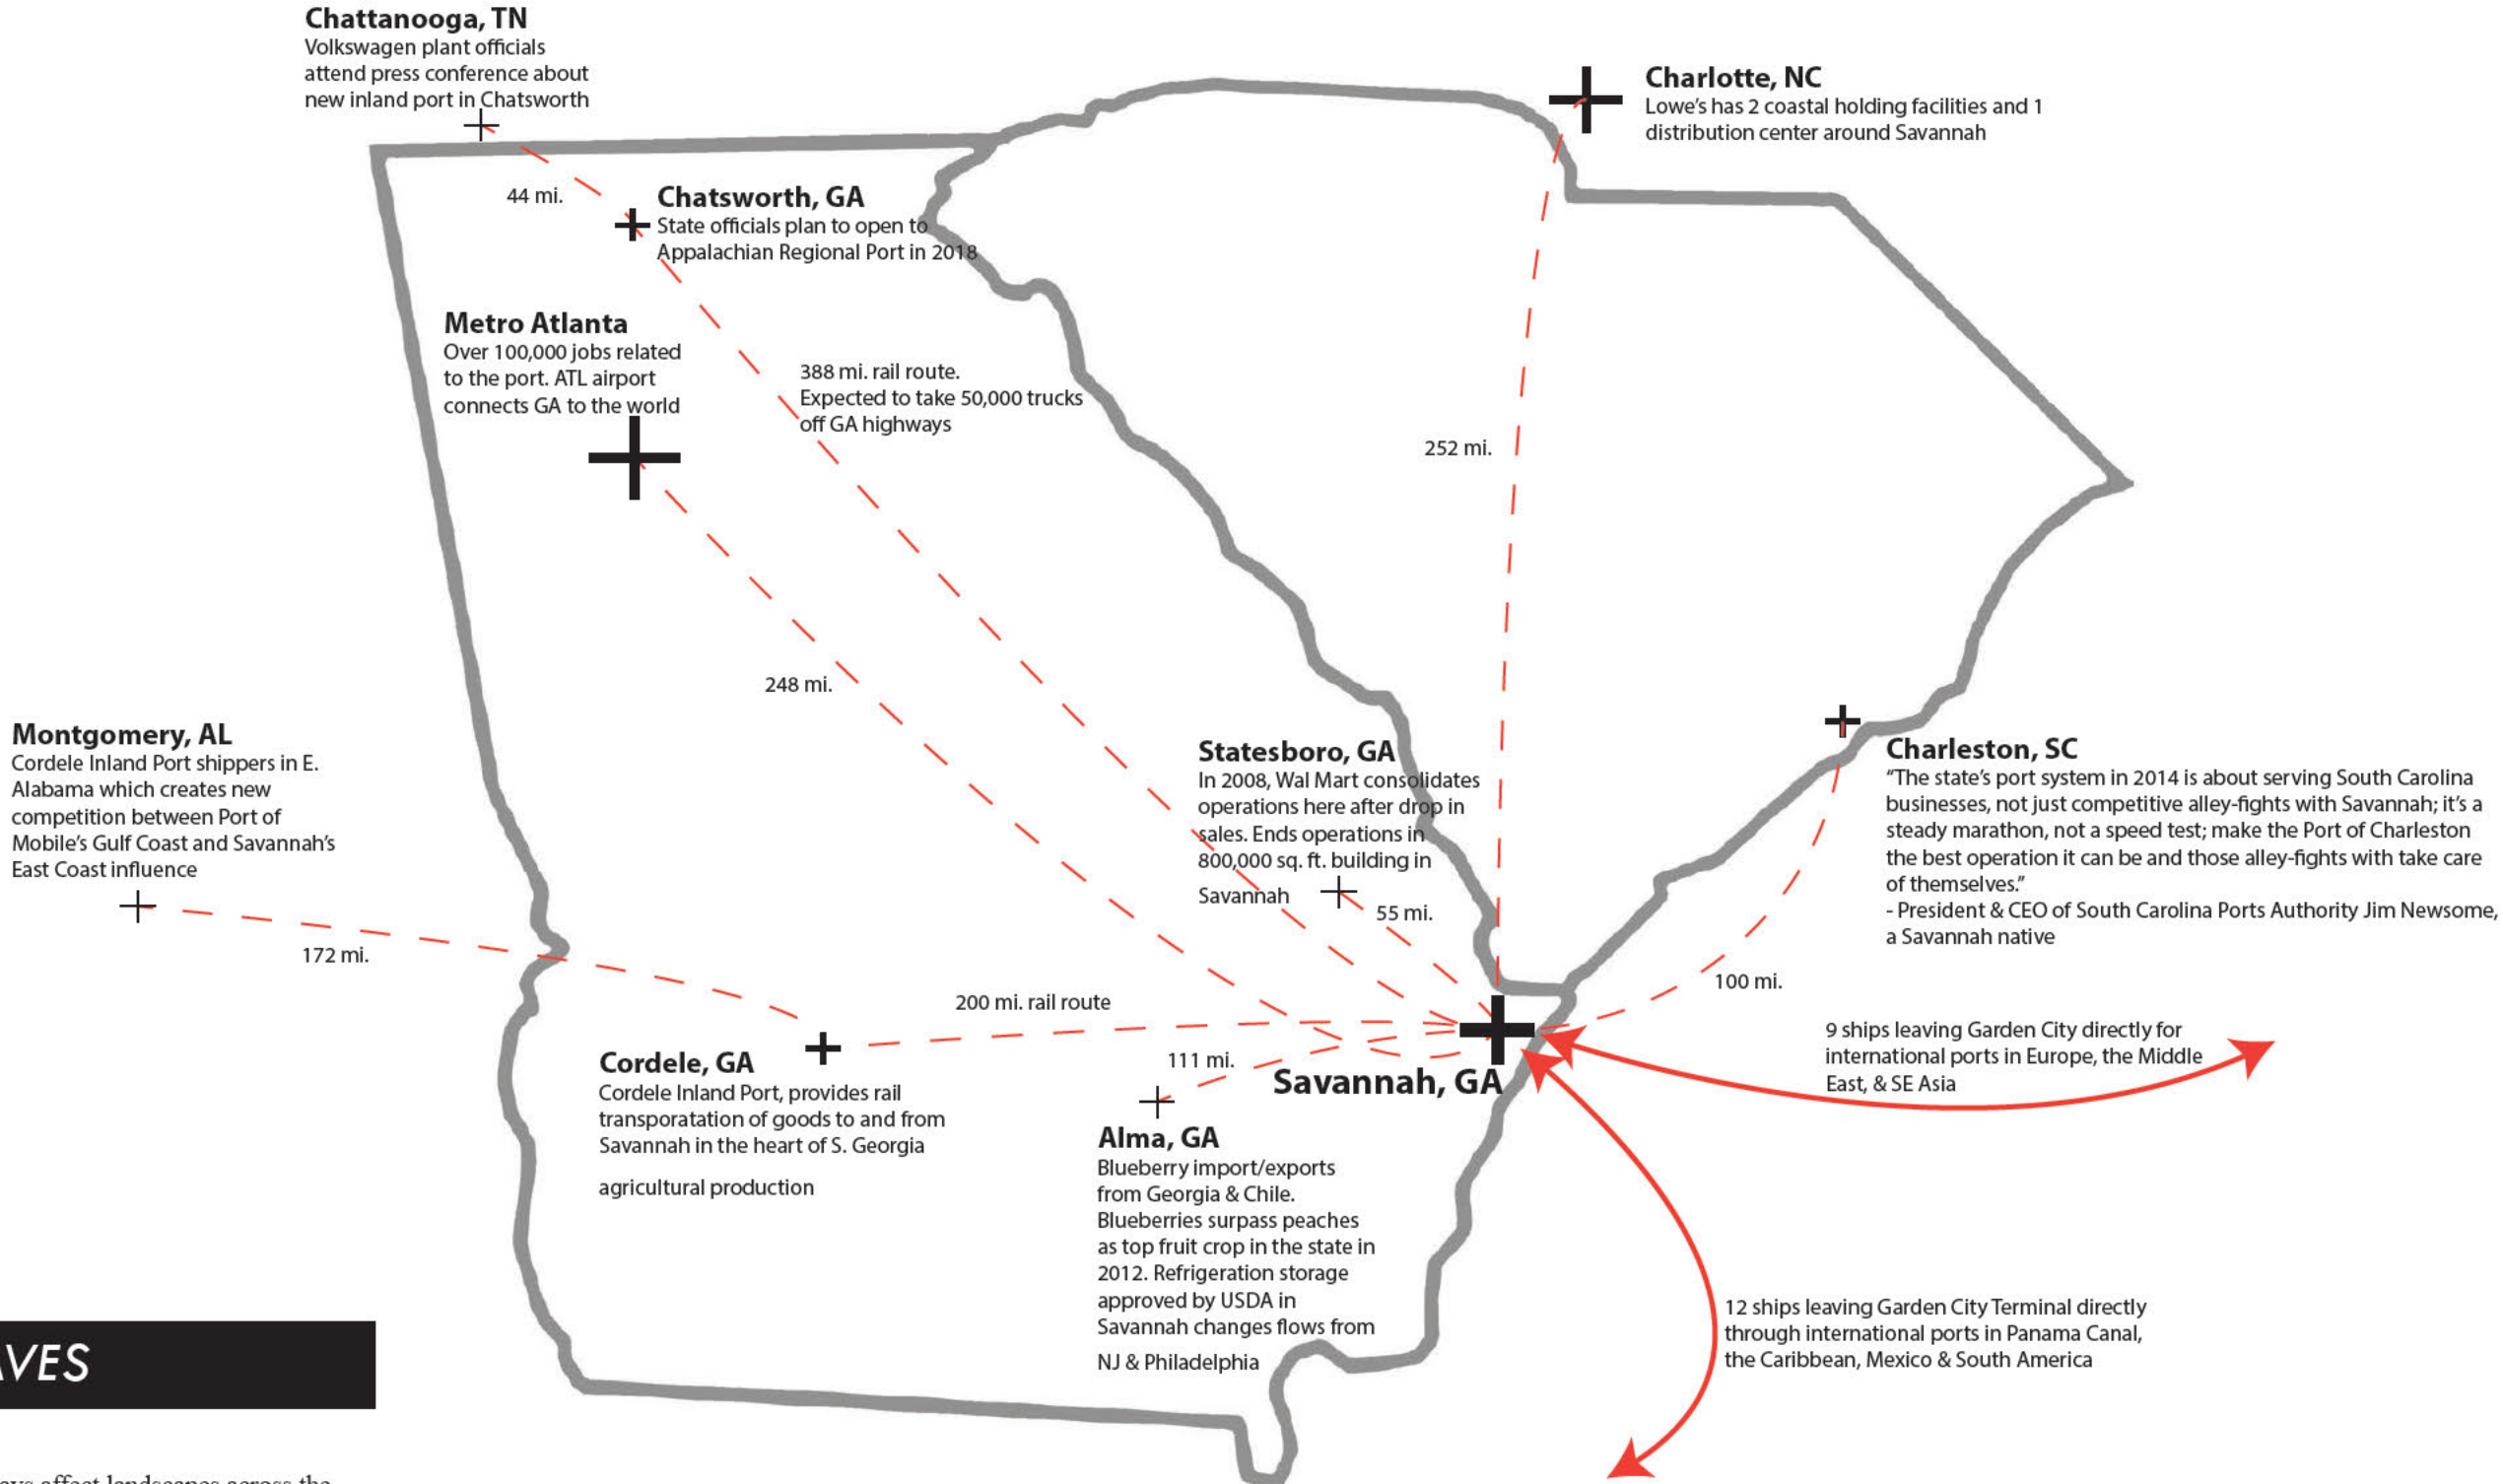 Chattanooga, TN
Volkswagen plant officials
attend press conference about
new inland port in Chatsworth
Charlotte, NC
Lowe's has 2 coastal holding facilities and 1
distribution center around Savannah
44 mi.
Chatsworth, GA
State officials plan to open to
Appalachian Regional Port in 2018
Metro Atlanta
Over 100,000 jobs related
to the port. ATL airport
connects GA to the world
388 mi. rail route.
Expected to take 50,000 trucks
off GA highways
252 mi.
248 mi.
Montgomery, AL
Cordele Inland Port shippers in E.
Alabama which creates new
competition between Port of
Mobile's Gulf Coast and Savannah's
East Coast influence
172 mi.
Statesboro, GA
In 2008, Wal Mart consolidates
operations here after drop in
sales. Ends operations in
800,000 sq. ft. building in
Savannah
55 mi.
Charleston, SC
"The state's port system in 2014 is about serving South Carolina
businesses, not just competitive alley-fights with Savannah; it's a
steady marathon, not a speed test; make the Port of Charleston
the best operation it can be and those alley-fights with take care
of themselves."
- President & CEO of South Carolina Ports Authority Jim Newsome,
a Savannah native
100 mi.
200 mi. rail route
Cordele, GA
Cordele Inland Port, provides rail
transporatation of goods to and from
Savannah in the heart of S. Georgia
agricultural production
111 mi.
Savannah, GA
9 ships leaving Garden City directly for
international ports in Europe, the Middle
East, & SE Asia
Alma, GA
Blueberry import/exports
from Georgia & Chile.
Blueberries surpass peaches
as top fruit crop in the state in
2012. Refrigeration storage
approved by USDA in
Savannah changes flows from
NJ & Philadelphia
12 ships leaving Garden City Terminal directly
through international ports in Panama Canal,
the Caribbean, Mexico & South America
VES
affect landscapes across the